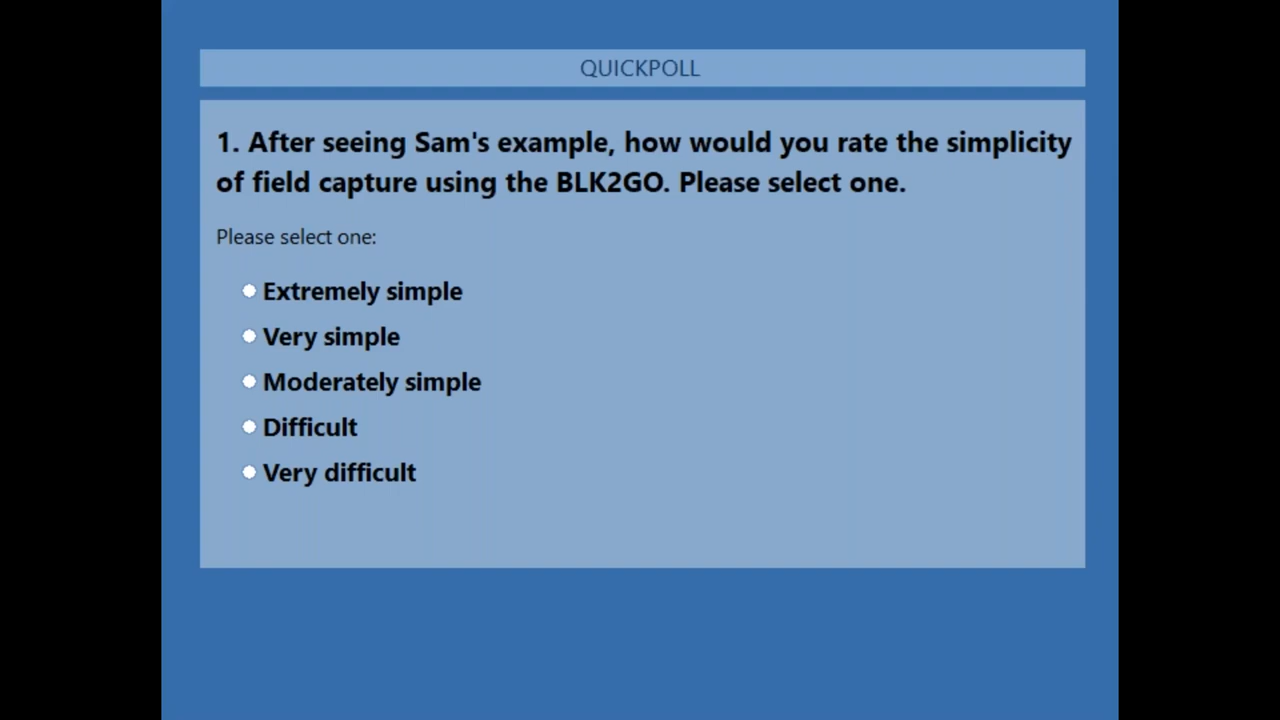 QUICKPOLL
1. After seeing Sam's example, how would you rate the simplicity
of field capture using the BLK2GO. Please select one.
Please select one:
Extremely simple
Very simple
Moderately simple
Difficult
Very difficult